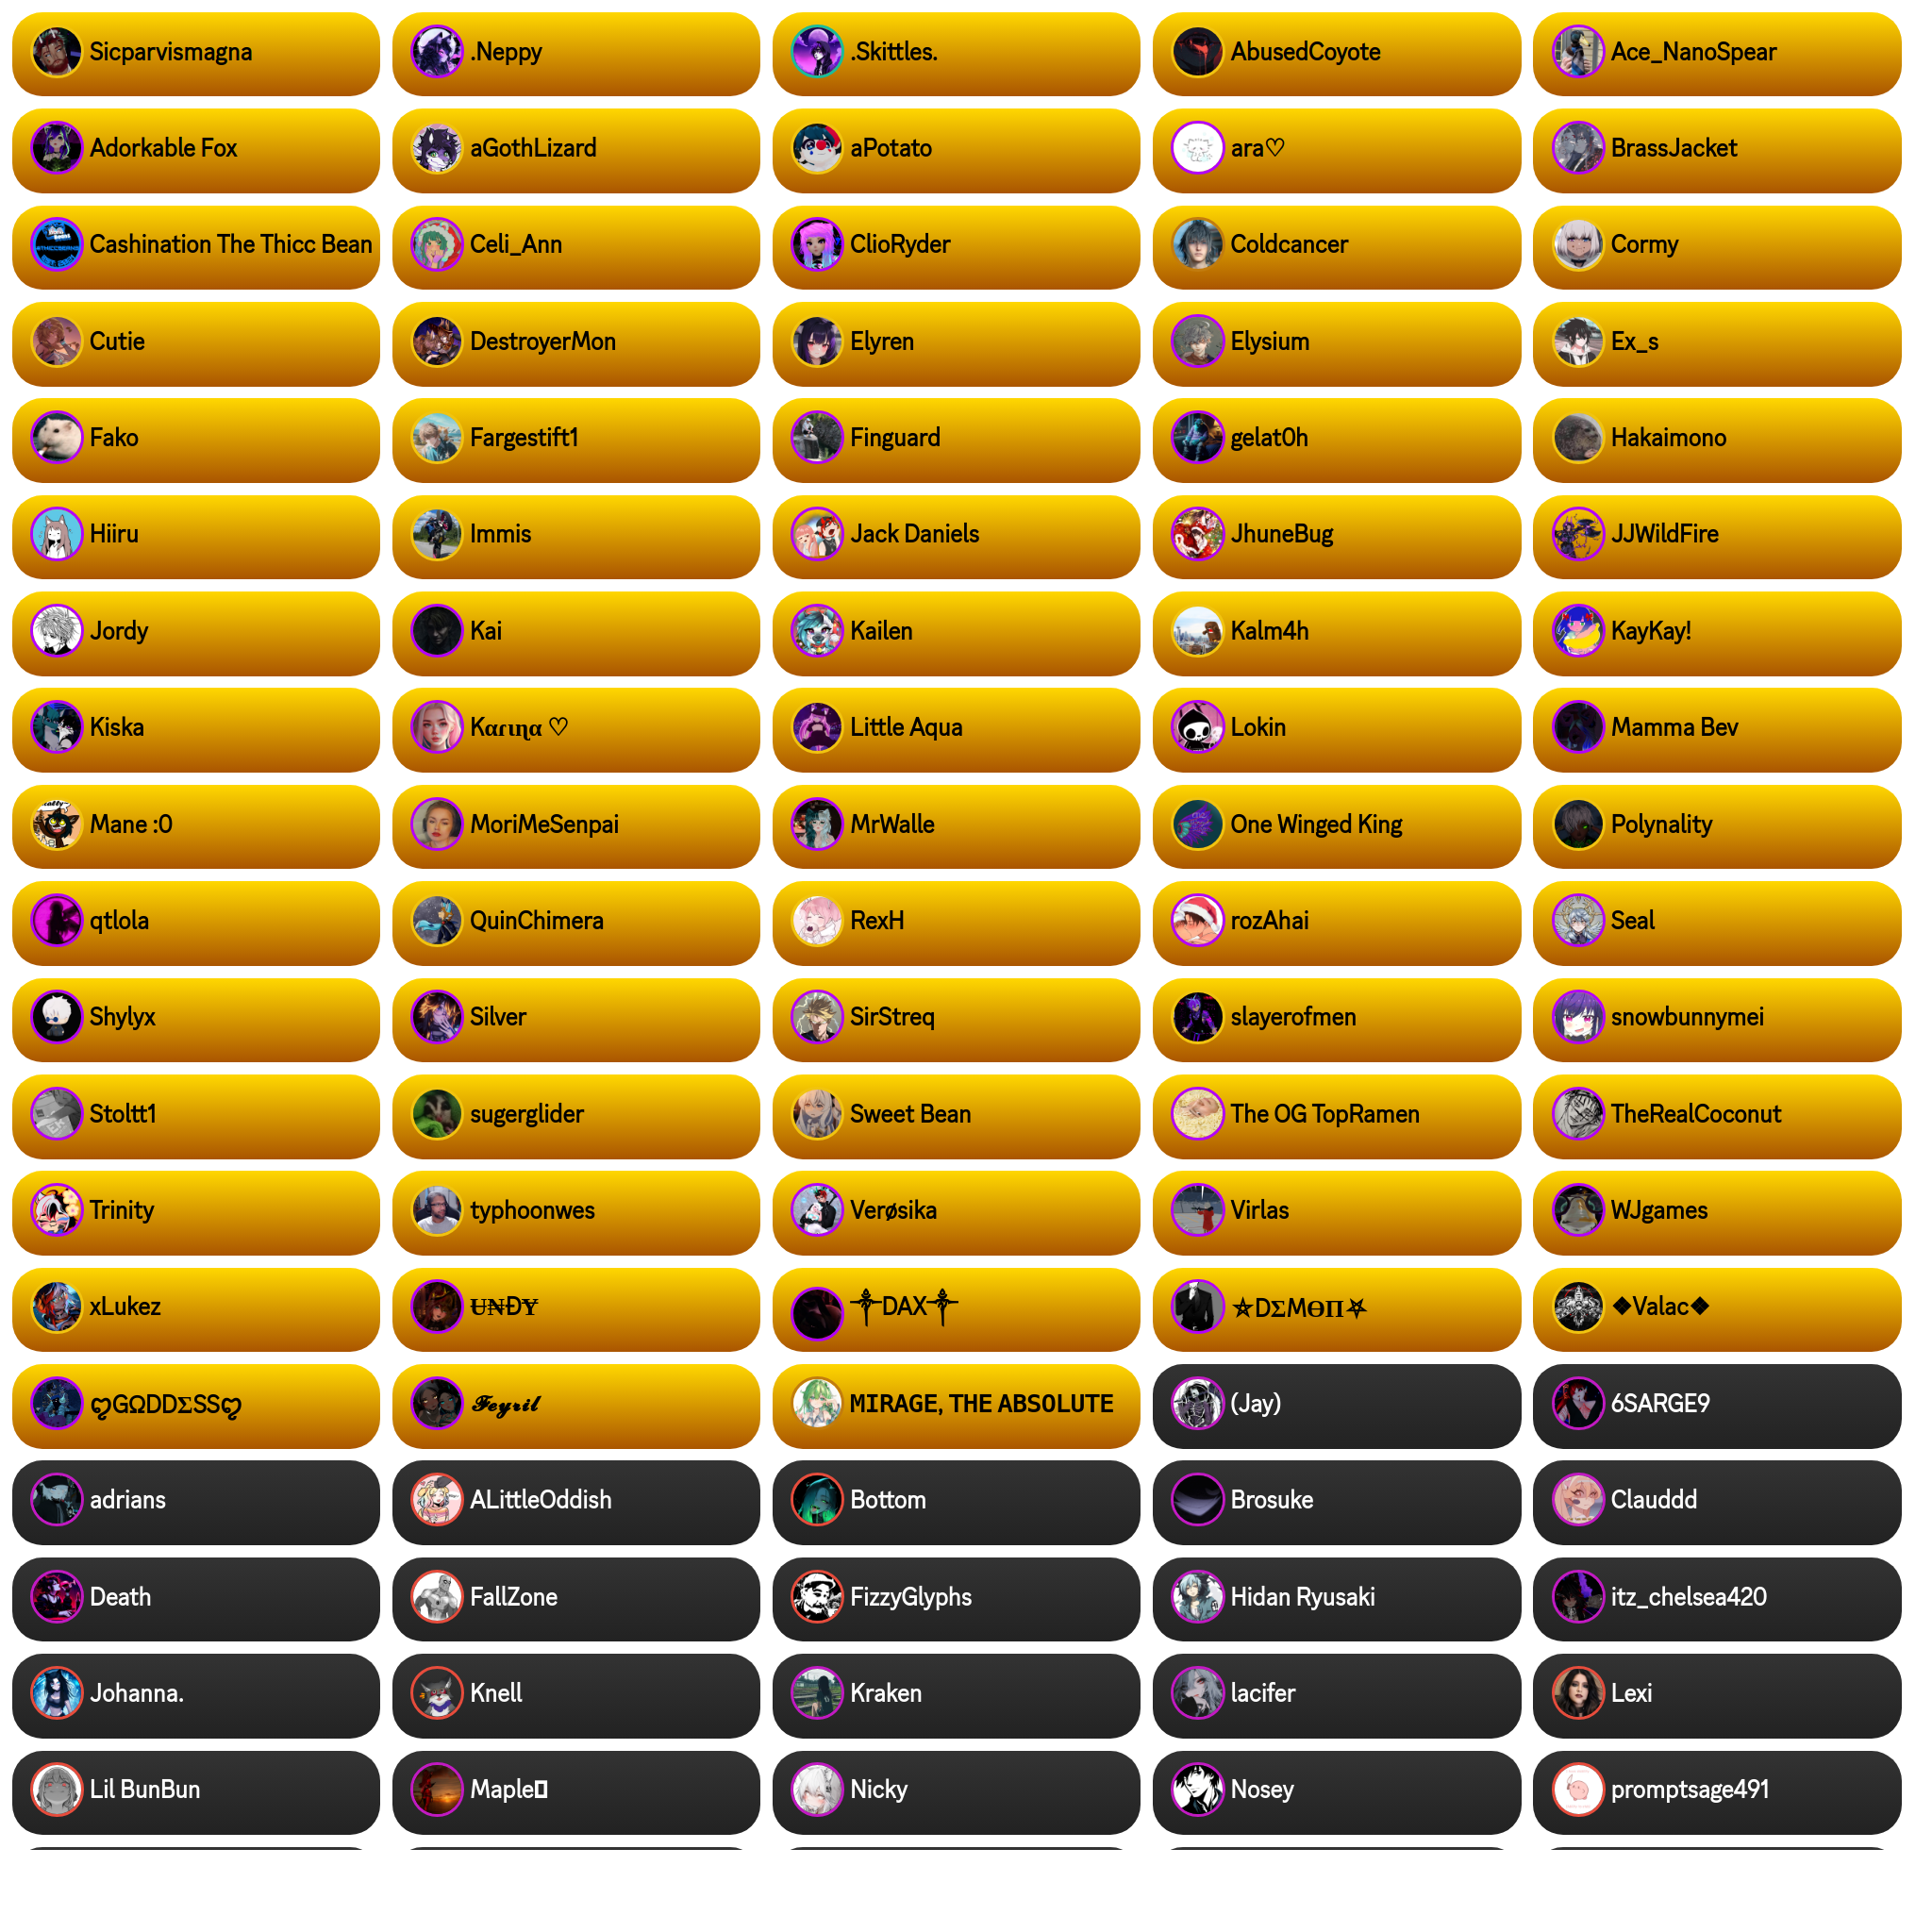 Sicparvismagna
.Neppy
.Skittles.
AbusedCoyote
Ace_NanoSpear
Adorkable Fox
aGothLizard
aPotato
ara♡
BrassJacket
Cashination The Thicc Bean
Celi_Ann
ClioRyder
Coldcancer
Cormy
Cutie
DestroyerMon
Elyren
Elysium
Ex_s
Fako
Fargestift1
Finguard
gelat0h
Hakaimono
Hiiru
Immis
Jack Daniels
JhuneBug
JJWildFire
Jordy
Kai
Kailen
Kalm4h
KayKay!
Kiska
Kαɾιɳα ♡
Little Aqua
Lokin
Mamma Bev
Mane :0
MoriMeSenpai
MrWalle
One Winged King
Polynality
qtlola
QuinChimera
RexH
rozAhai
Seal
Shylyx
Silver
SirStreq
slayerofmen
snowbunnymei
Stoltt1
sugerglider
Sweet Bean
The OG TopRamen
TheRealCoconut
Trinity
typhoonwes
Verøsika
Virlas
WJgames
xLukez
Ʉ₦ĐɎ
༒DAX༒
⛤DΣMӨΠ⛧
❖Valac❖
ღGΩDDΣSSღ
𝓕𝓮𝔂𝓻𝓲𝓵
MIRAGE, THE ABSOLUTE
(Jay)
6SARGE9
adrians
ALittleOddish
Bottom
Brosuke
Clauddd
Death
FallZone
FizzyGlyphs
Hidan Ryusaki
itz_chelsea420
Johanna.
Knell
Kraken
lacifer
Lexi
Lil BunBun
Maple
Nicky
Nosey
promptsage491